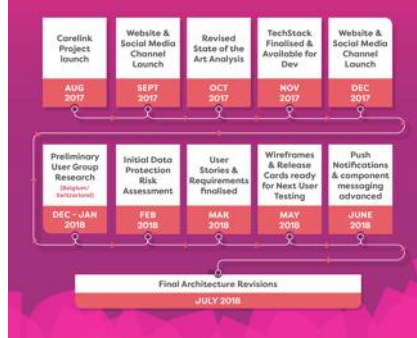 Carelink
Project
launch
AUG
2017
Website &
Social Media
Channel
Launch
SEPT
2017
Revised
State of the
Art Analysis
OCT
2017
TechStack
Finalised &
Available for
Dev
NOV
2017
Website &
Social Media
Channel
Launch
DEC
2017
Preliminary
User Group
Research
(Belgium/
Switzerland)
DEC - JAN
2018
Initial Data
Protection
Risk
Assessment
FEB
2018
User
Stories &
Requirements
finalised
MAR
2018
Wireframes
& Release
Cards ready
for Next User
Testing
MAY
2018
Push
Notifications
& component
messaging
advanced
JUNE
2018
Final Architecture Revisions
JULY 2018